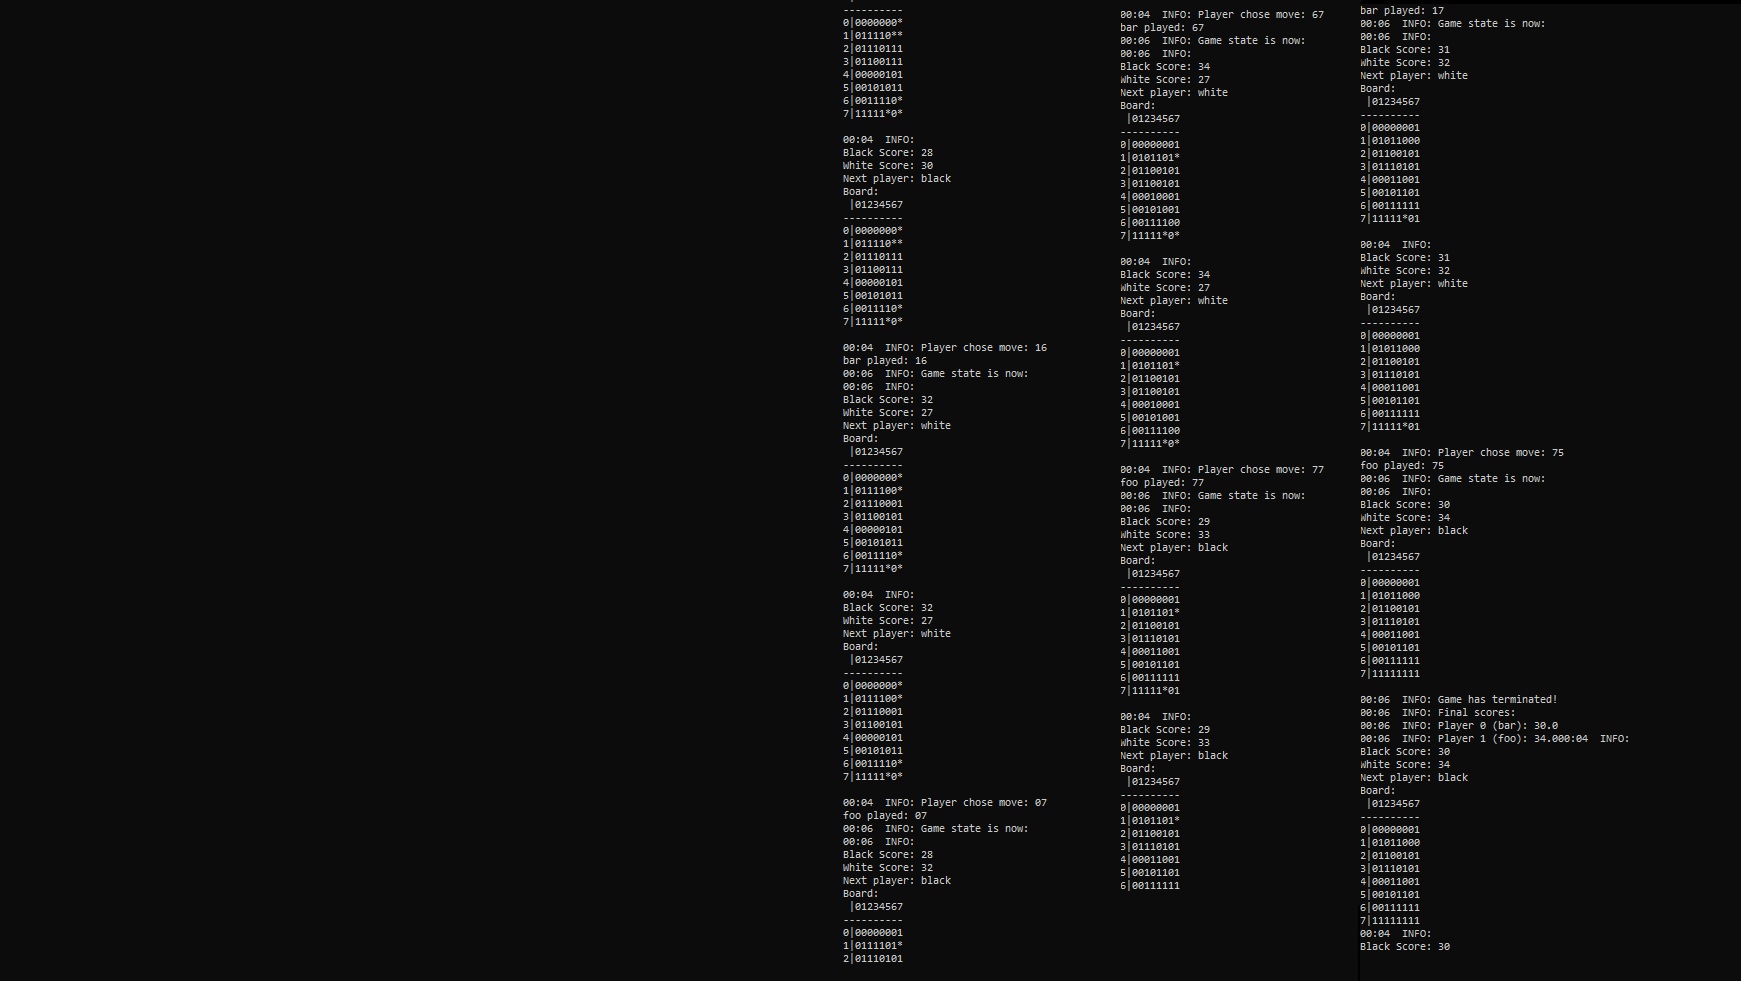 ----------
0|0000000*
1|011110**
2|01110111
3|01100111
4|00000101
5|00101011
6|0011110*
7|11111*0*
00:04  INFO:
Black Score: 28
White Score: 30
Next player: black
Board:
 |01234567
----------
0|0000000*
1|011110**
2|01110111
3|01100111
4|00000101
5|00101011
6|0011110*
7|11111*0*
00:04  INFO: Player chose move: 16
bar played: 16
00:06  INFO: Game state is now:
00:06  INFO:
Black Score: 32
White Score: 27
Next player: white
Board:
 |01234567
----------
0|0000000*
1|0111100*
2|01110001
3|01100101
4|00000101
5|00101011
6|0011110*
7|11111*0*
00:04  INFO:
Black Score: 32
White Score: 27
Next player: white
Board:
 |01234567
----------
0|0000000*
1|0111100*
2|01110001
3|01100101
4|00000101
5|00101011
6|0011110*
7|11111*0*
00:04  INFO: Player chose move: 07
foo played: 07
00:06  INFO: Game state is now:
00:06  INFO:
Black Score: 28
White Score: 32
Next player: black
Board:
 |01234567
----------
0|00000001
1|0111101*
2|01110101
00:04  INFO: Player chose move: 67
bar played: 67
00:06  INFO: Game state is now:
00:06  INFO:
Black Score: 34
White Score: 27
Next player: white
Board:
 |01234567
----------
0|00000001
1|0101101*
2|01100101
3|01100101
4|00010001
5|00101001
6|00111100
7|11111*0*
00:04  INFO:
Black Score: 34
White Score: 27
Next player: white
Board:
 |01234567
----------
0|00000001
1|0101101*
2|01100101
3|01100101
4|00010001
5|00101001
6|00111100
7|11111*0*
00:04  INFO: Player chose move: 77
foo played: 77
00:06  INFO: Game state is now:
00:06  INFO:
Black Score: 29
White Score: 33
Next player: black
Board:
 |01234567
----------
0|00000001
1|0101101*
2|01100101
3|01110101
4|00011001
5|00101101
6|00111111
7|11111*01
00:04  INFO:
Black Score: 29
White Score: 33
Next player: black
Board:
 |01234567
----------
0|00000001
1|0101101*
2|01100101
3|01110101
4|00011001
5|00101101
6|00111111
bar played: 17
00:06  INFO: Game state is now:
00:06  INFO:
Black Score: 31
White Score: 32
Next player: white
Board:
 |01234567
----------
0|00000001
1|01011000
2|01100101
3|01110101
4|00011001
5|00101101
6|00111111
7|11111*01
00:04  INFO:
Black Score: 31
White Score: 32
Next player: white
Board:
 |01234567
----------
0|00000001
1|01011000
2|01100101
3|01110101
4|00011001
5|00101101
6|00111111
7|11111*01
00:04  INFO: Player chose move: 75
foo played: 75
00:06  INFO: Game state is now:
00:06  INFO:
Black Score: 30
White Score: 34
Next player: black
Board:
 |01234567
----------
0|00000001
1|01011000
2|01100101
3|01110101
4|00011001
5|00101101
6|00111111
7|11111111
00:06  INFO: Game has terminated!
00:06  INFO: Final scores:
00:06  INFO: Player 0 (bar): 30.0
00:06  INFO: Player 1 (foo): 34.000:04  INFO:
Black Score: 30
White Score: 34
Next player: black
Board:
 |01234567
----------
0|00000001
1|01011000
2|01100101
3|01110101
4|00011001
5|00101101
6|00111111
7|11111111
00:04  INFO:
Black Score: 30